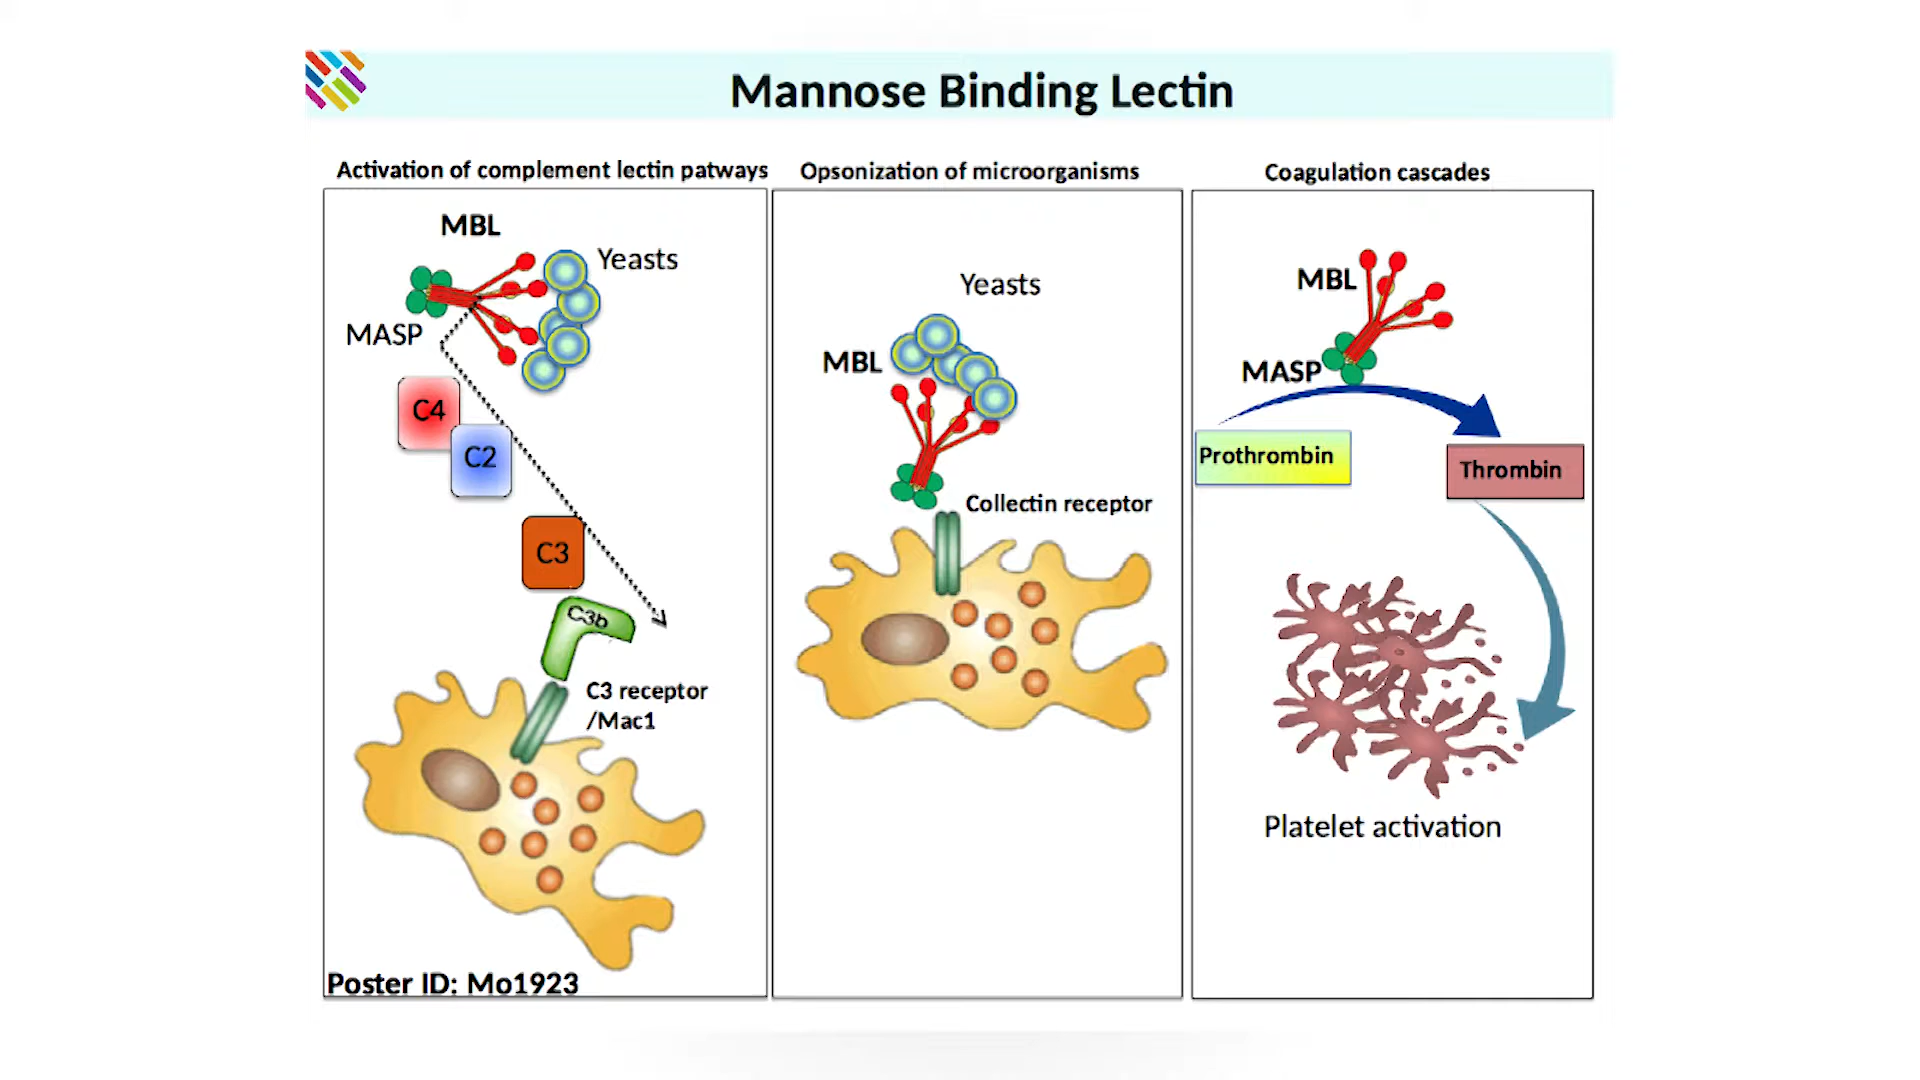 Mannose Binding Lectin
Activation of complement lectin patways
MBL
Yeasts
MASP
C4
C2
C3
C3b
C3 receptor
/Mac1
Poster ID: Mo1923
Opsonization of microorganisms
Yeasts
MBL
Collectin receptor
Coagulation cascades
MBL
MASP
Prothrombin
Thrombin
Platelet activation